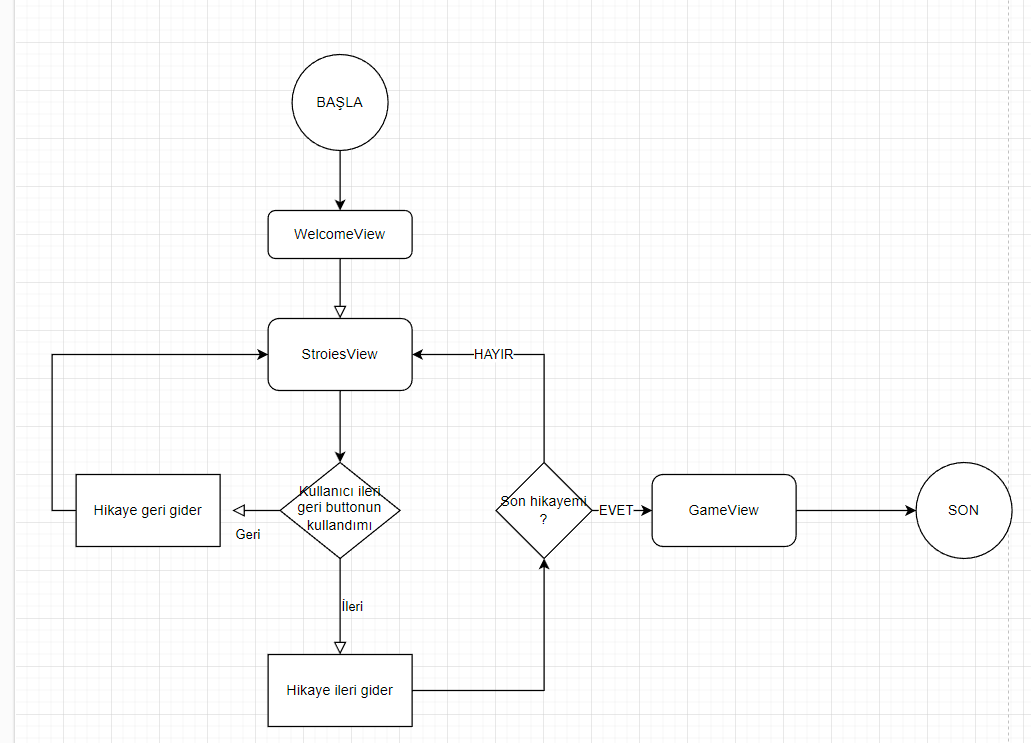 BAŞLA
WelcomeView
StroiesView
HAYIR
Kullanıcı ileri
geri buttonun
kullandımı
Hikaye geri gider
Geri
Son hikayemi
?
EVET
GameView
SON
İleri
Hikaye ileri gider